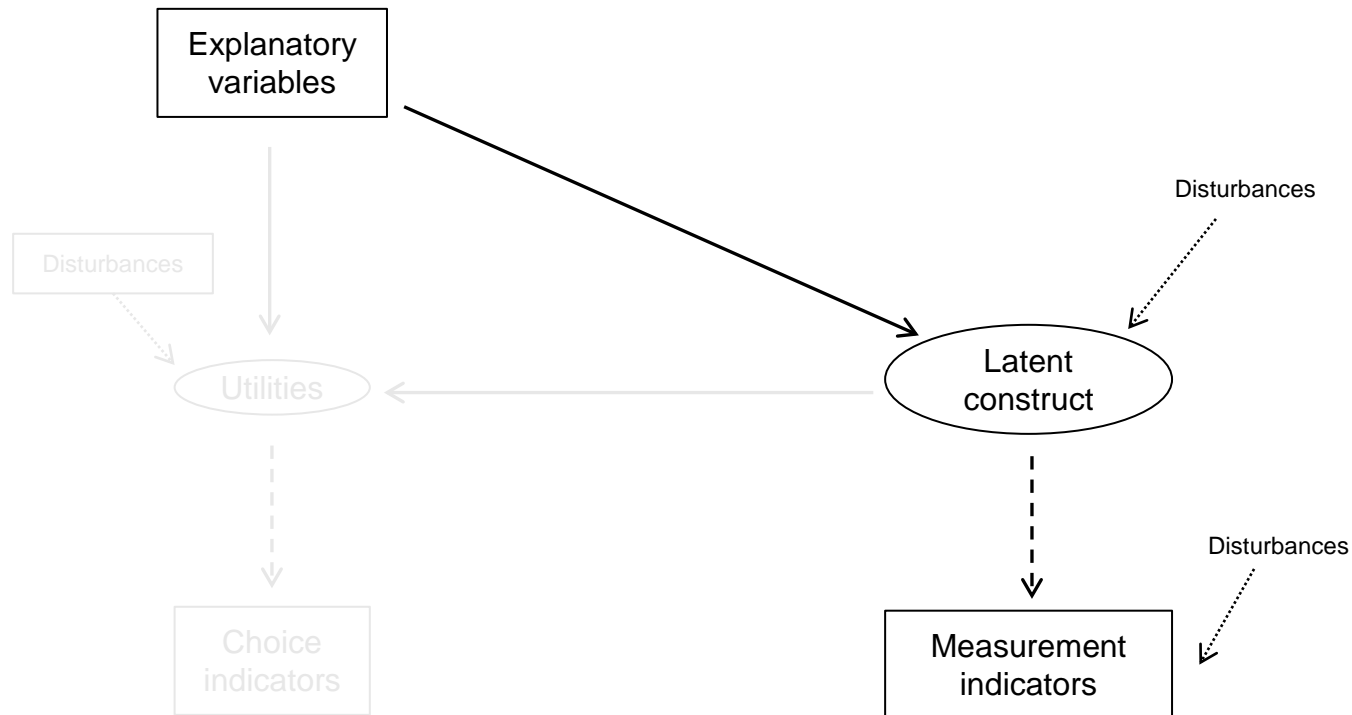 Explanatory
variables
Disturbances
Disturbances
Latent
construct
Utilities
Disturbances
Choice
indicators
Measurement
indicators